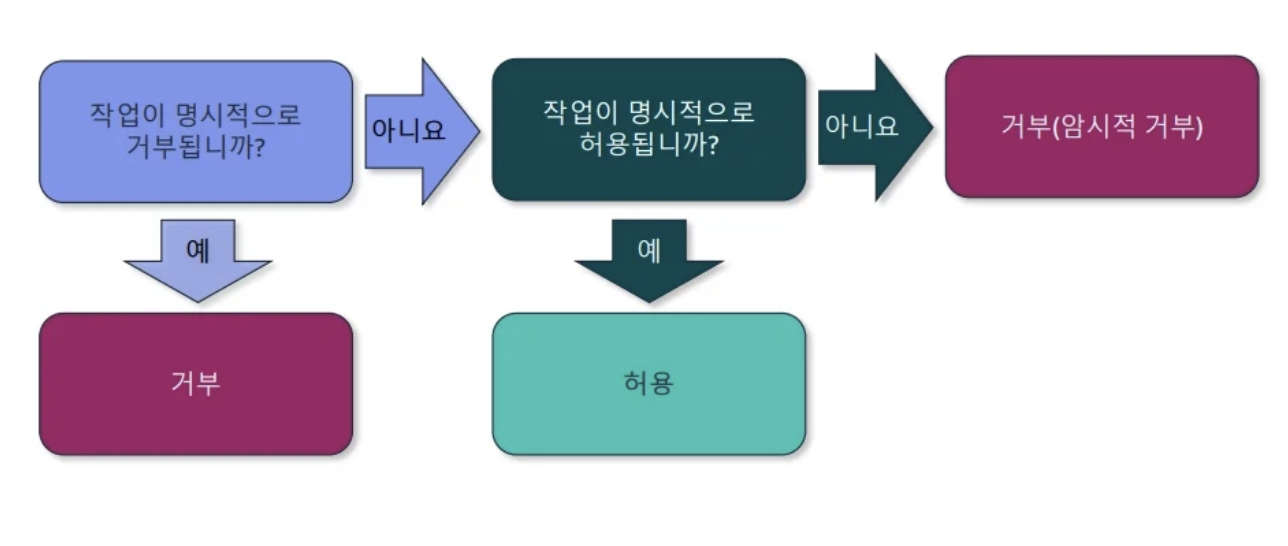 작업이 명시적으로
거부됩니까?
아니요
작업이 명시적으로
허용됩니까?
아니요
거부(암시적 거부)
예
예
거부
허용